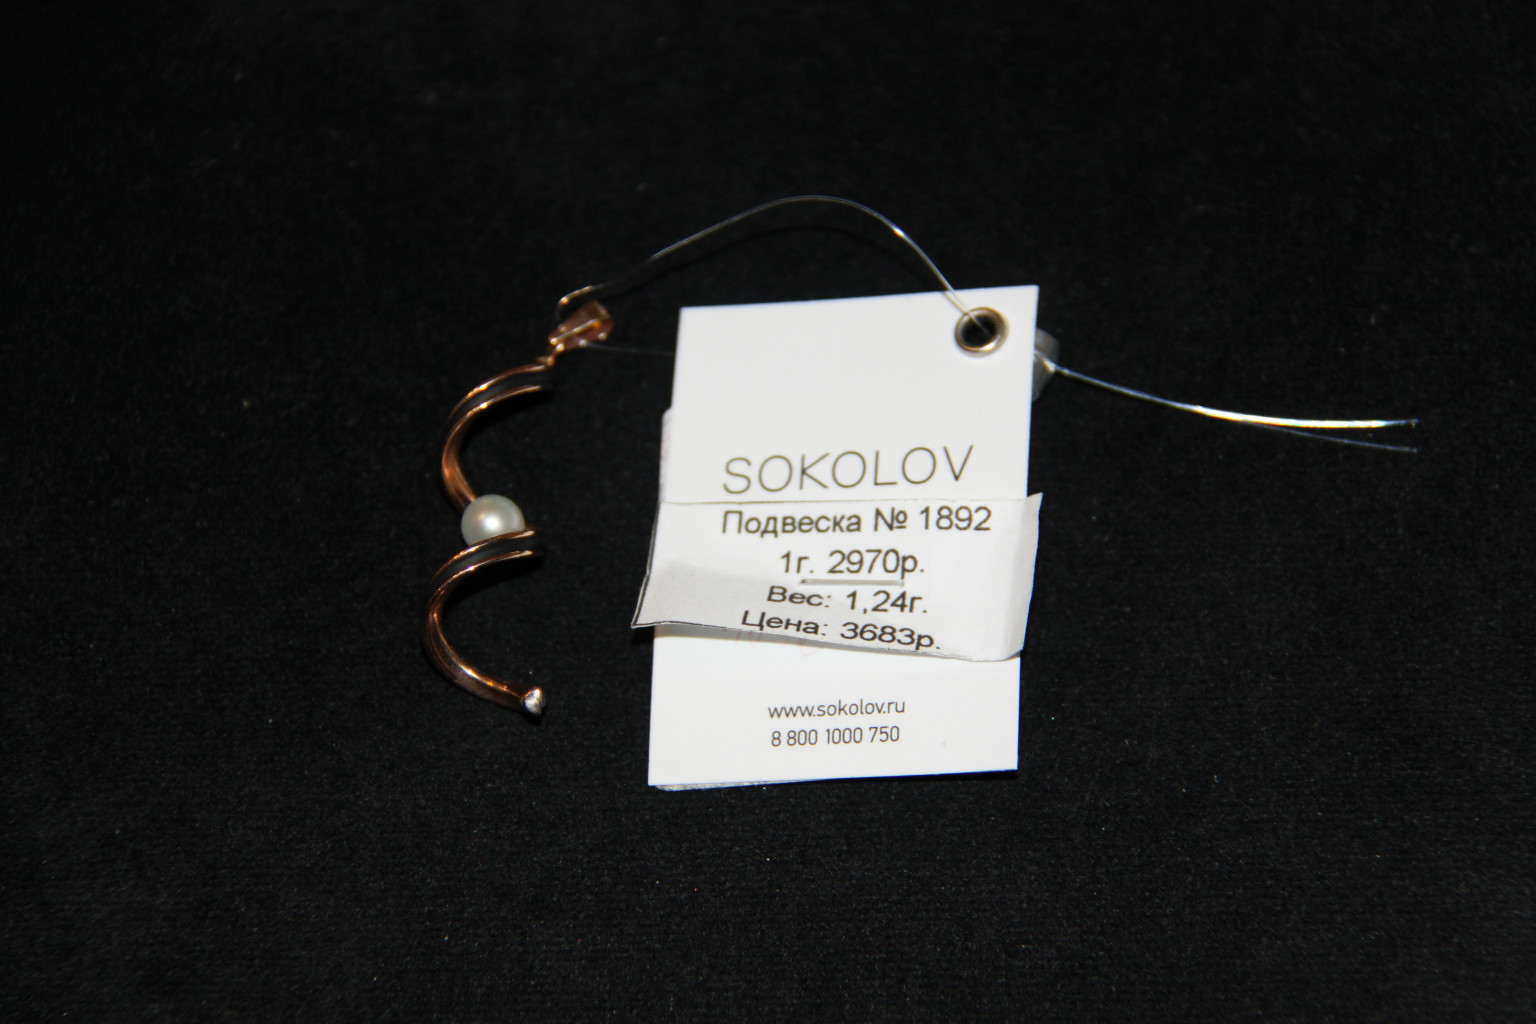 SOKOLOV
Подвеска № 1892
1г. 2970р.
Вес: 1,24г.
Цена: 3683р.
www.sokolov.ru
8 800 1000 750